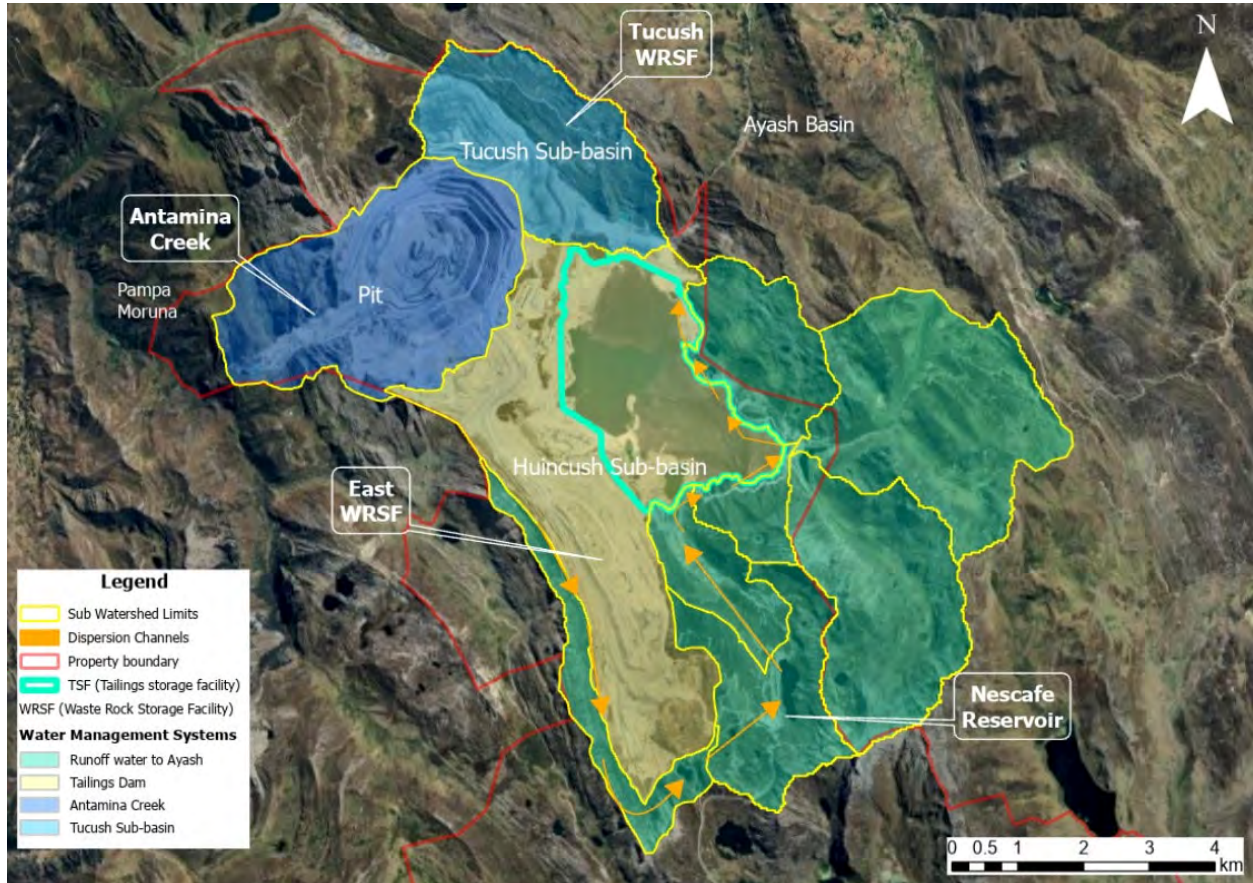 N
Tucush
WRSF
Ayash Basin
Tucush Sub-basin
Antamina
Creek
Pampa
Moruna
Pit
Huincush Sub-basin
East
WRSF
Nescafe
Reservoir
Legend
Sub Watershed Limits
Dispersion Channels
Property boundary
TSF (Tailings storage facility)
WRSF (Waste Rock Storage Facility)
Water Management Systems
Runoff water to Ayash
Tailings Dam
Antamina Creek
Tucush Sub-basin
0 0.5 1 2 3 4
km